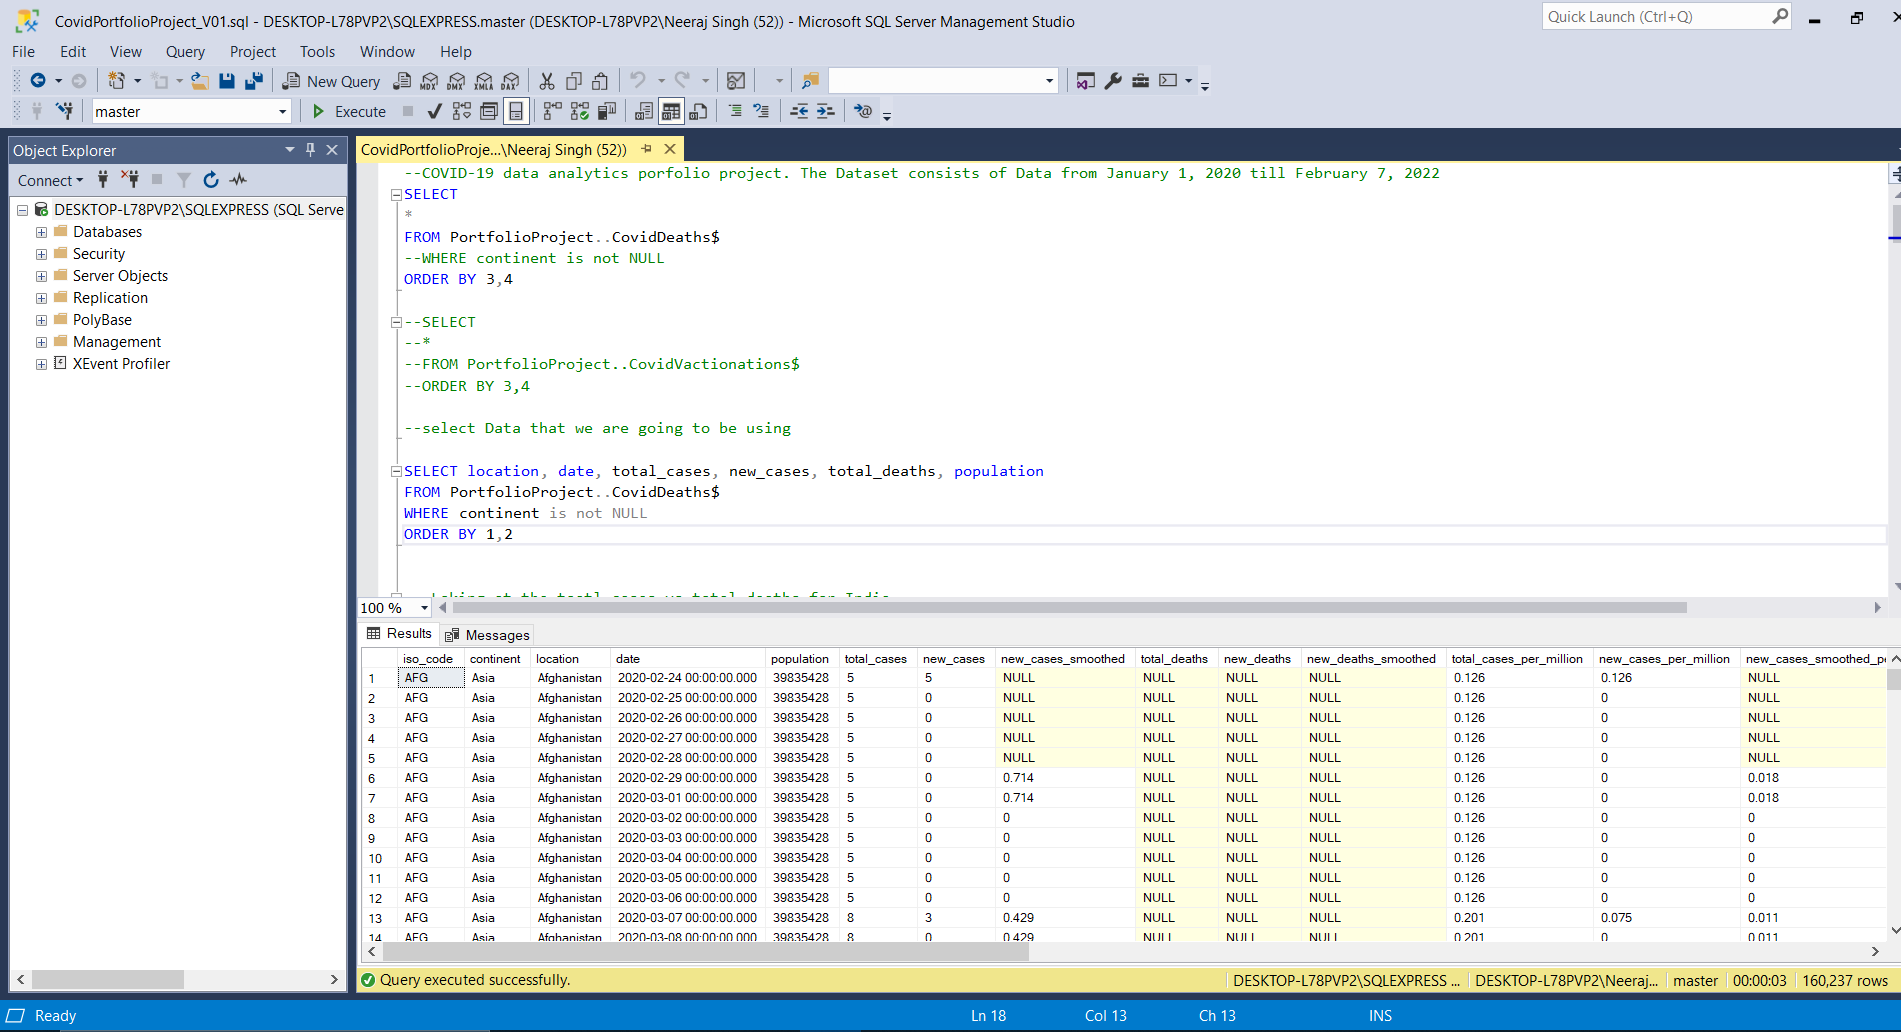 CovidPortfolioProject_V01.sql - DESKTOP-L78PVP2\SQLEXPRESS.master (DESKTOP-L78PVP2\Neeraj Singh (52)) - Microsoft SQL Server Management Studio
Quick Launch (Ctrl+Q)
File Edit View Query Project Tools Window Help
New Query MDX DMX XMLA DAX
master Execute
Object Explorer
Connect
DESKTOP-L78PVP2\SQLEXPRESS (SQL Serve
Databases
Security
Server Objects
Replication
PolyBase
Management
XEvent Profiler
CovidPortfolioProje...\Neeraj Singh (52))
--COVID-19 data analytics porfolio project. The Dataset consists of Data from January 1, 2020 till February 7, 2022
SELECT
*
FROM PortfolioProject..CovidDeaths$
--WHERE continent is not NULL
ORDER BY 3,4
--SELECT
--*
--FROM PortfolioProject..CovidVactionations$
--ORDER BY 3,4
--select Data that we are going to be using
SELECT location, date, total_cases, new_cases, total_deaths, population
FROM PortfolioProject..CovidDeaths$
WHERE continent is not NULL
ORDER BY 1,2
100 %
Results Messages
iso_code continent location date population total_cases new_cases new_cases_smoothed total_deaths new_deaths new_deaths_smoothed total_cases_per_million new_cases_per_million new_cases_smoothed_pe
1 AFG Asia Afghanistan 2020-02-24 00:00:00.000 39835428 5 5 NULL NULL NULL NULL 0.126 0.126 NULL
2 AFG Asia Afghanistan 2020-02-25 00:00:00.000 39835428 5 0 NULL NULL NULL NULL 0.126 0 NULL
3 AFG Asia Afghanistan 2020-02-26 00:00:00.000 39835428 5 0 NULL NULL NULL NULL 0.126 0 NULL
4 AFG Asia Afghanistan 2020-02-27 00:00:00.000 39835428 5 0 NULL NULL NULL NULL 0.126 0 NULL
5 AFG Asia Afghanistan 2020-02-28 00:00:00.000 39835428 5 0 NULL NULL NULL NULL 0.126 0 NULL
6 AFG Asia Afghanistan 2020-02-29 00:00:00.000 39835428 5 0 0.714 NULL NULL NULL 0.126 0 0.018
7 AFG Asia Afghanistan 2020-03-01 00:00:00.000 39835428 5 0 0.714 NULL NULL NULL 0.126 0 0.018
8 AFG Asia Afghanistan 2020-03-02 00:00:00.000 39835428 5 0 0 NULL NULL NULL 0.126 0 0
9 AFG Asia Afghanistan 2020-03-03 00:00:00.000 39835428 5 0 0 NULL NULL NULL 0.126 0 0
10 AFG Asia Afghanistan 2020-03-04 00:00:00.000 39835428 5 0 0 NULL NULL NULL 0.126 0 0
11 AFG Asia Afghanistan 2020-03-05 00:00:00.000 39835428 5 0 0 NULL NULL NULL 0.126 0 0
12 AFG Asia Afghanistan 2020-03-06 00:00:00.000 39835428 5 0 0 NULL NULL NULL 0.126 0 0
13 AFG Asia Afghanistan 2020-03-07 00:00:00.000 39835428 8 3 0.429 NULL NULL NULL 0.201 0.075 0.011
14 AFG Asia Afghanistan 2020-03-08 00:00:00.000 39835428 8 0 0.429 NULL NULL NULL 0.201 0 0.011
Query executed successfully. DESKTOP-L78PVP2\SQLEXPRESS ... DESKTOP-L78PVP2\Neeraj... master 00:00:03 160,237 rows
Ready Ln 18 Col 13 Ch 13 INS